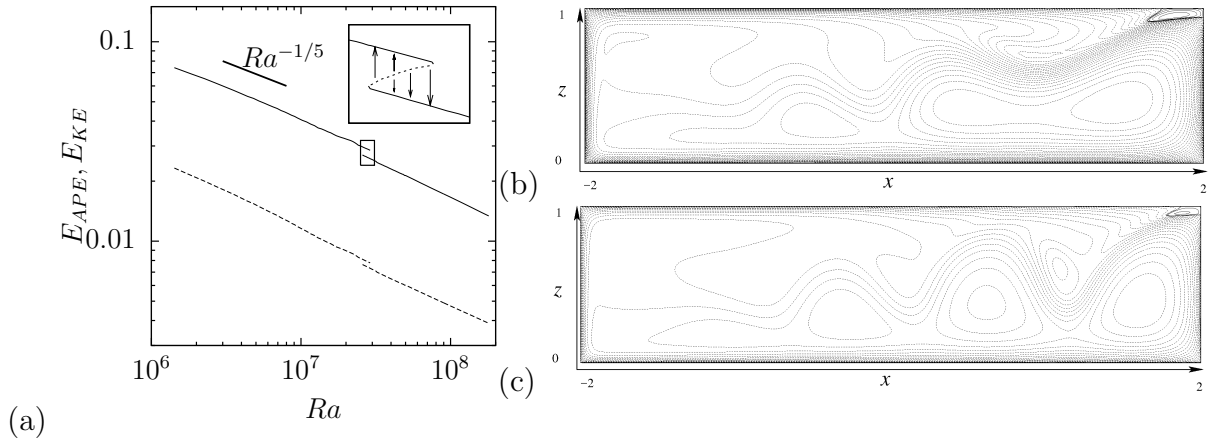 0.1
0.01
E_{APE}, E_{KE}
Ra^{-1/5}
10^6
10^7
10^8
Ra
(a)
1
z
0
-2
x
2
(b)
1
z
0
-2
x
2
(c)